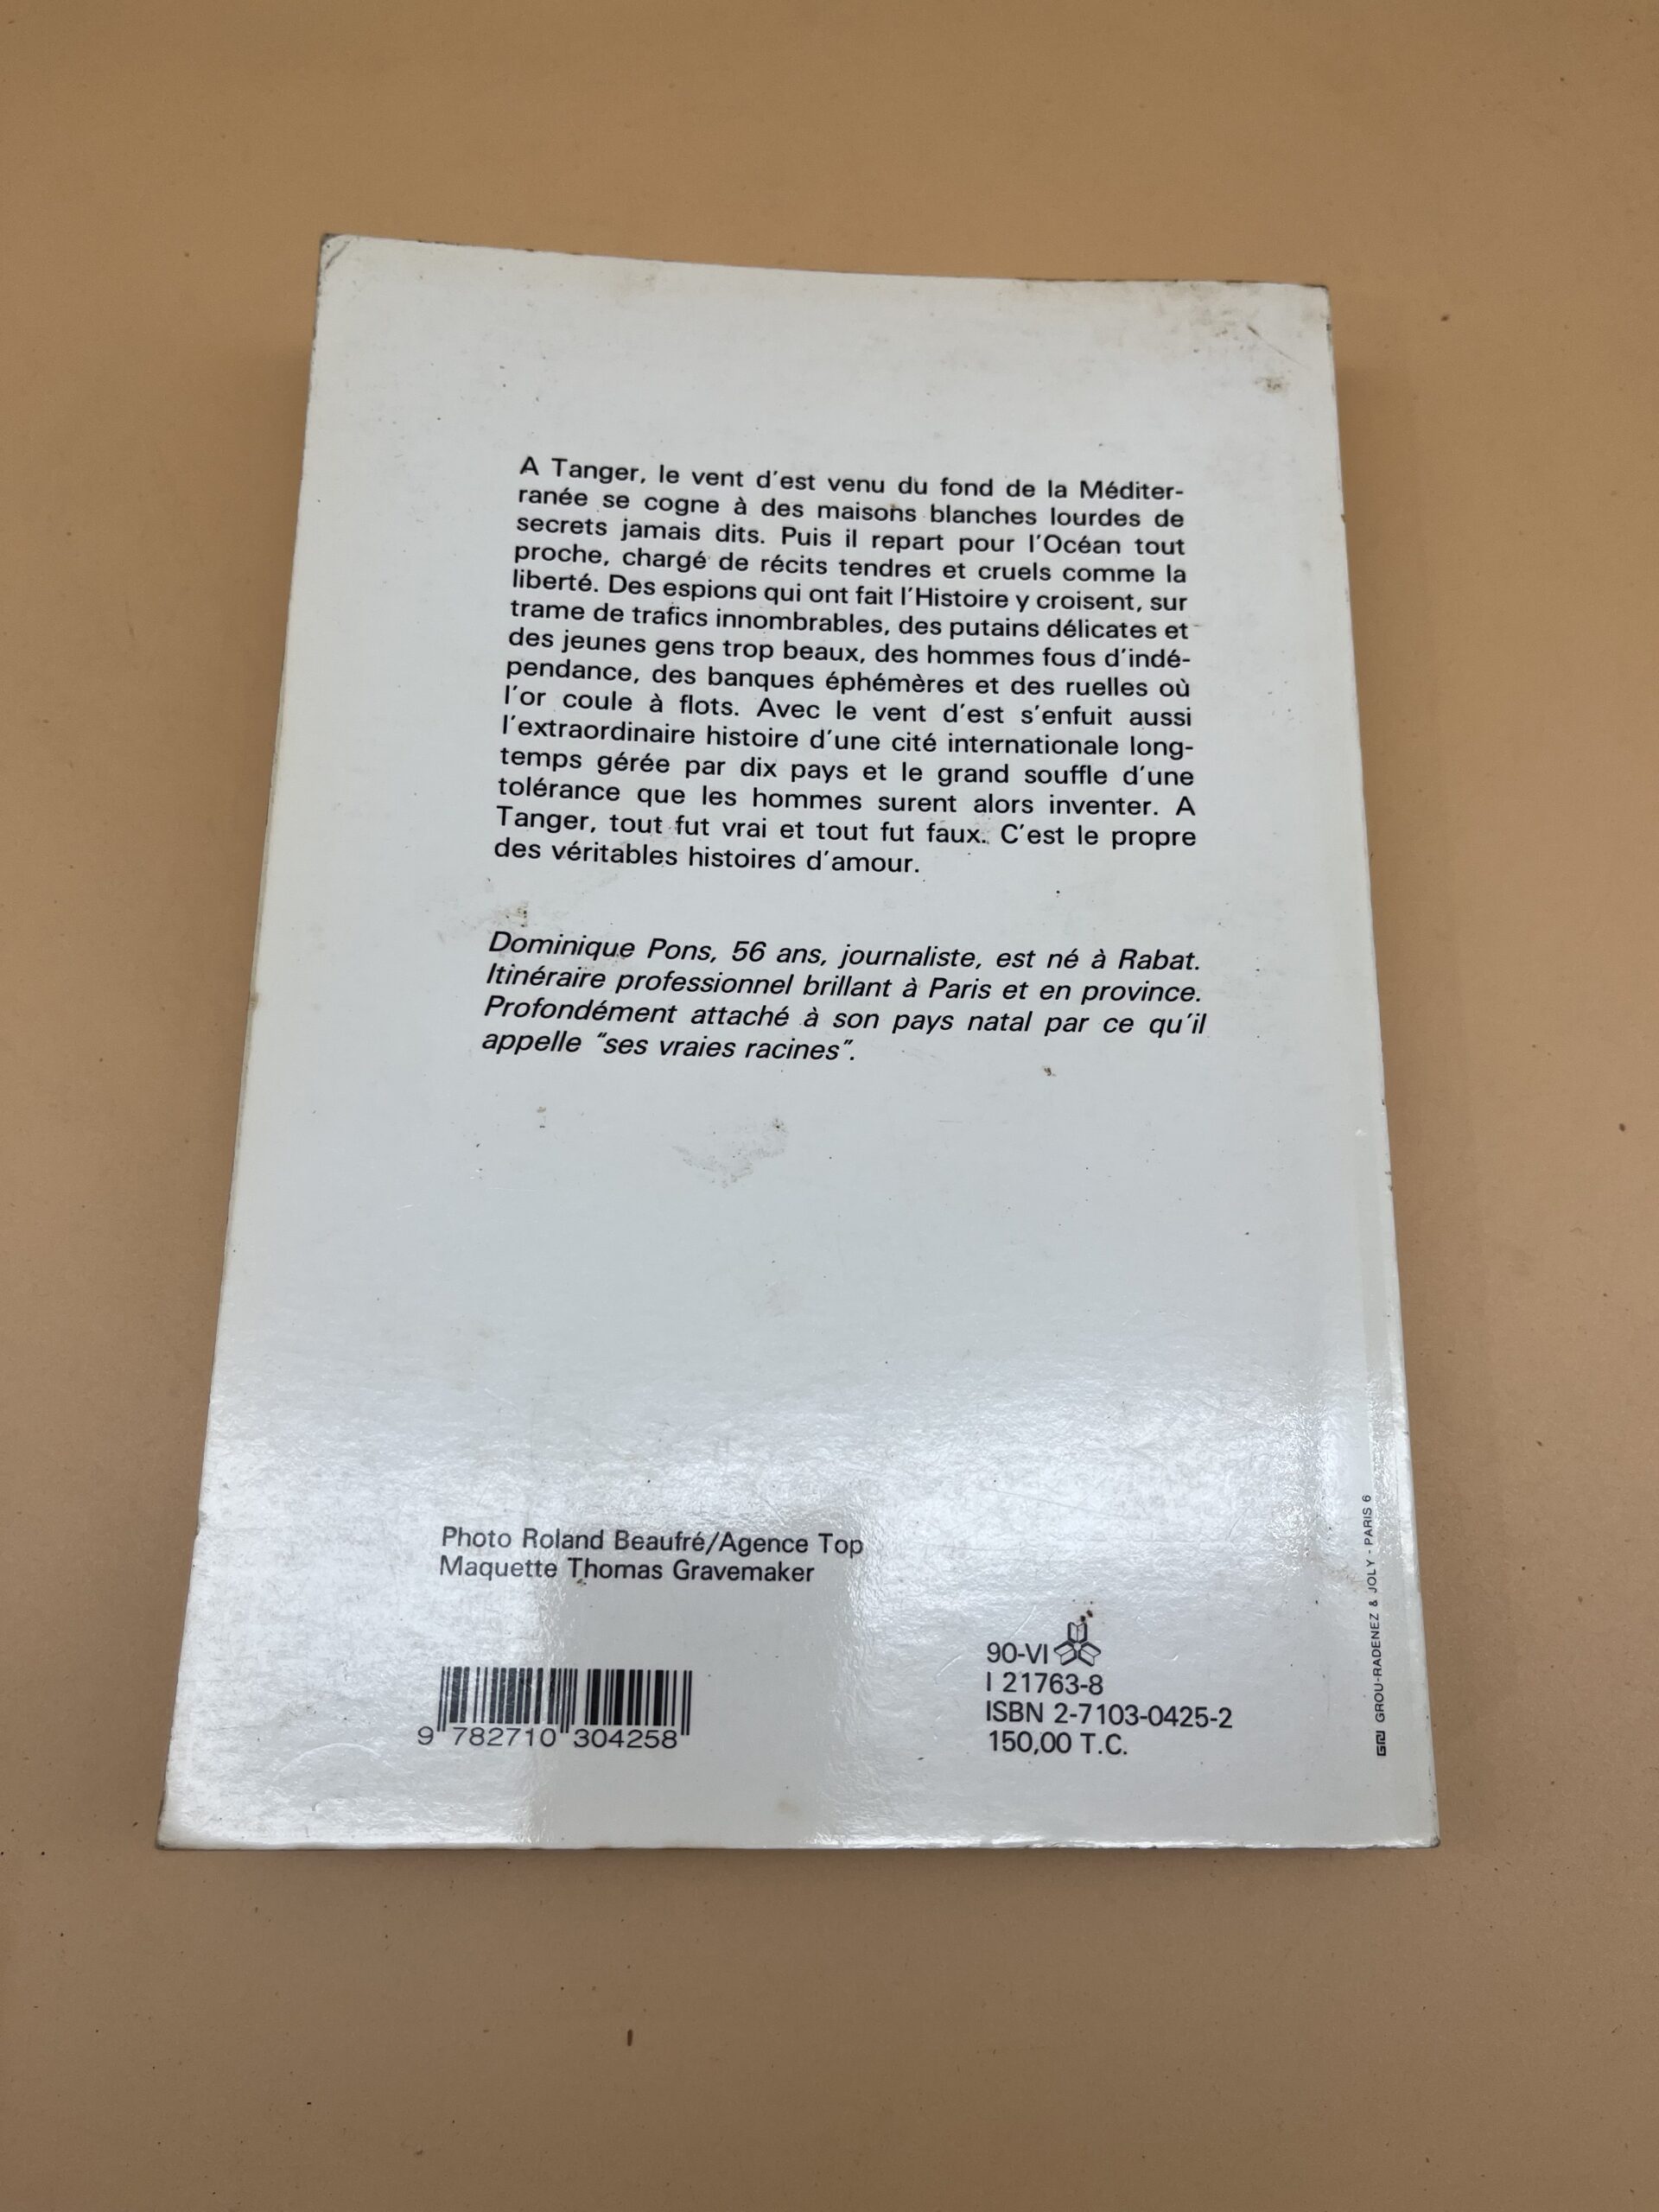 A Tanger, le vent d'est venu du fond de la Méditer-
ranée se cogne à des maisons blanches lourdes de
secrets jamais dits. Puis il repart pour l'Océan tout
proche, chargé de récits tendres et cruels comme la
liberté. Des espions qui ont fait l'Histoire y croisent, sur
trame de trafics innombrables, des putains délicates et
des jeunes gens trop beaux, des hommes fous d'indé-
pendance, des banques éphémères et des ruelles où
l'or coule à flots. Avec le vent d'est s'enfuit aussi
l'extraordinaire histoire d'une cité internationale long-
temps gérée par dix pays et le grand souffle d'une
tolérance que les hommes surent alors inventer. A
Tanger, tout fut vrai et tout fut faux. C'est le propre
des véritables histoires d'amour.
Dominique Pons, 56 ans, journaliste, est né à Rabat.
Itinéraire professionnel brillant à Paris et en province.
Profondément attaché à son pays natal par ce qu'il
appelle "ses vraies racines".
Photo Roland Beaufré/Agence Top
Maquette Thomas Gravemaker
9 782710 304258
90-VI
I 21763-8
ISBN 2-7103-0425-2
150,00 T.C.
GROU-RADENEZ & JOLY - PARIS 6